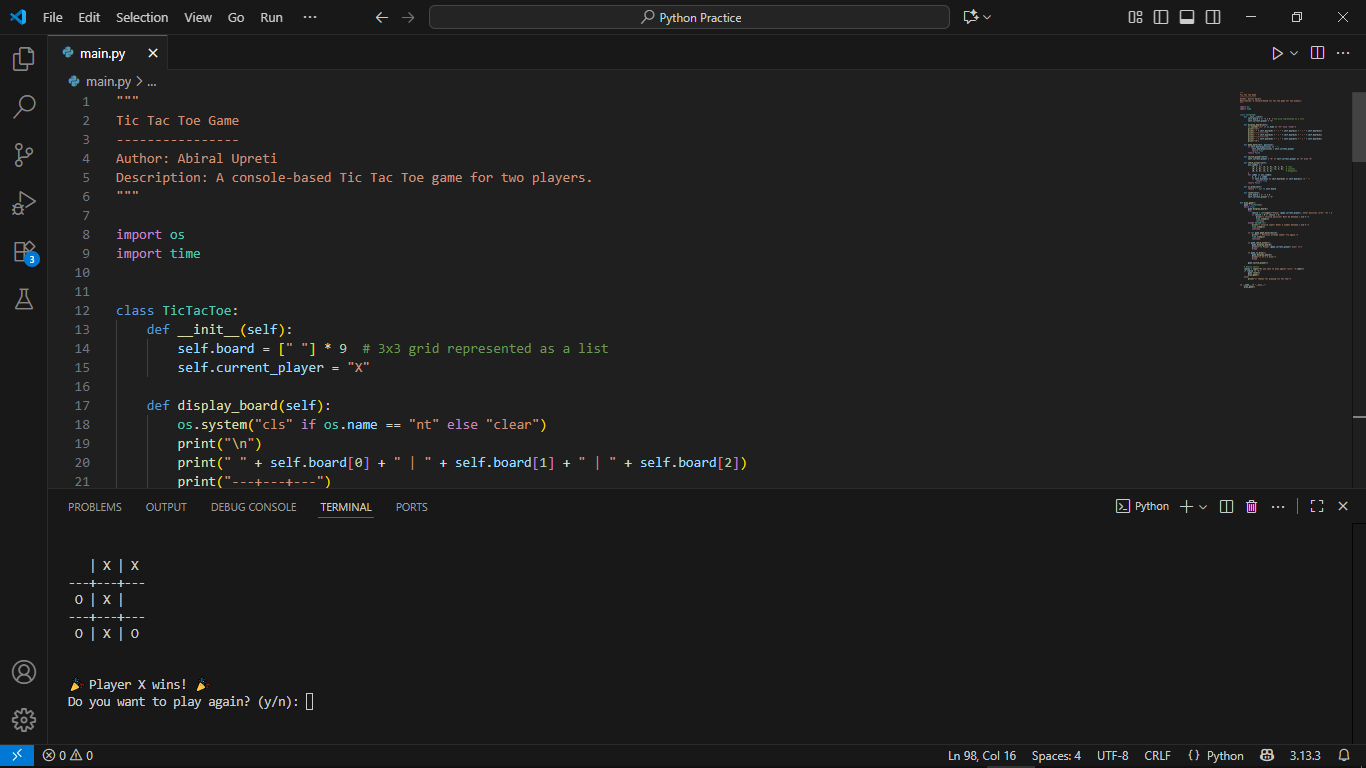 File Edit Selection View Go Run ··· Python Practice
main.py
main.py > ...
1 """
2 Tic Tac Toe Game
3 ----------------
4 Author: Abiral Upreti
5 Description: A console-based Tic Tac Toe game for two players.
6 """
7
8 import os
9 import time
10
11
12 class TicTacToe:
13     def __init__(self):
14         self.board = [" "] * 9  # 3x3 grid represented as a list
15         self.current_player = "X"
16
17     def display_board(self):
18         os.system("cls" if os.name == "nt" else "clear")
19         print("\n")
20         print(" " + self.board[0] + " | " + self.board[1] + " | " + self.board[2])
21         print("---+---+---")
3
PROBLEMS OUTPUT DEBUG CONSOLE TERMINAL PORTS Python
   | X | X
---+---+---
 O | X |
---+---+---
 O | X | O
🎉 Player X wins! 🎉
Do you want to play again? (y/n):
0 0 Ln 98, Col 16 Spaces: 4 UTF-8 CRLF {} Python 3.13.3